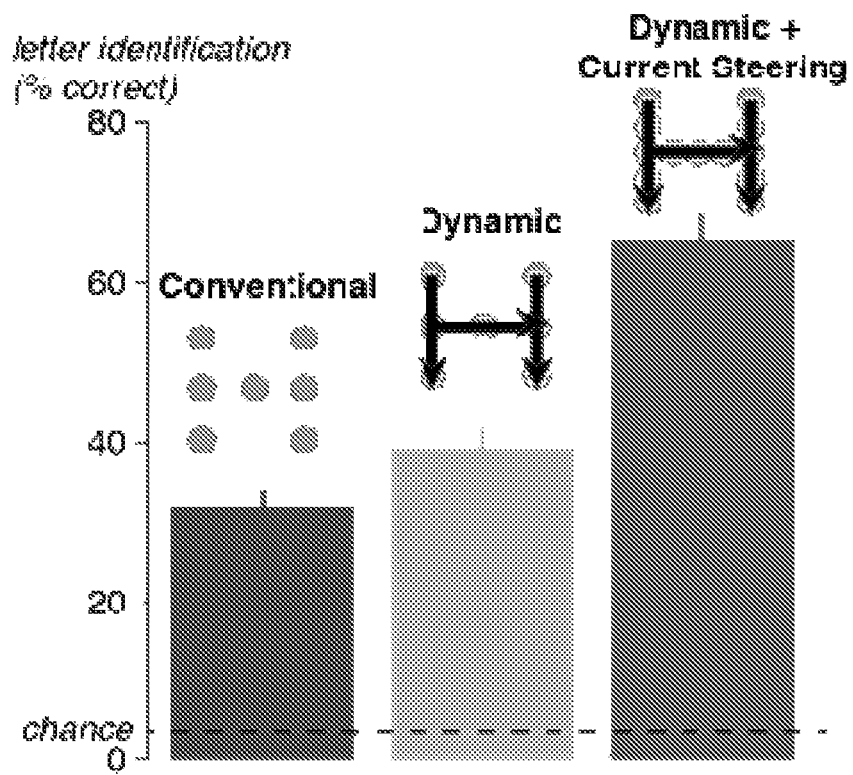 letter identification
(% correct)
Dynamic +
Current Steering
80
Dynamic
60
Conventional
40
20
chance
0